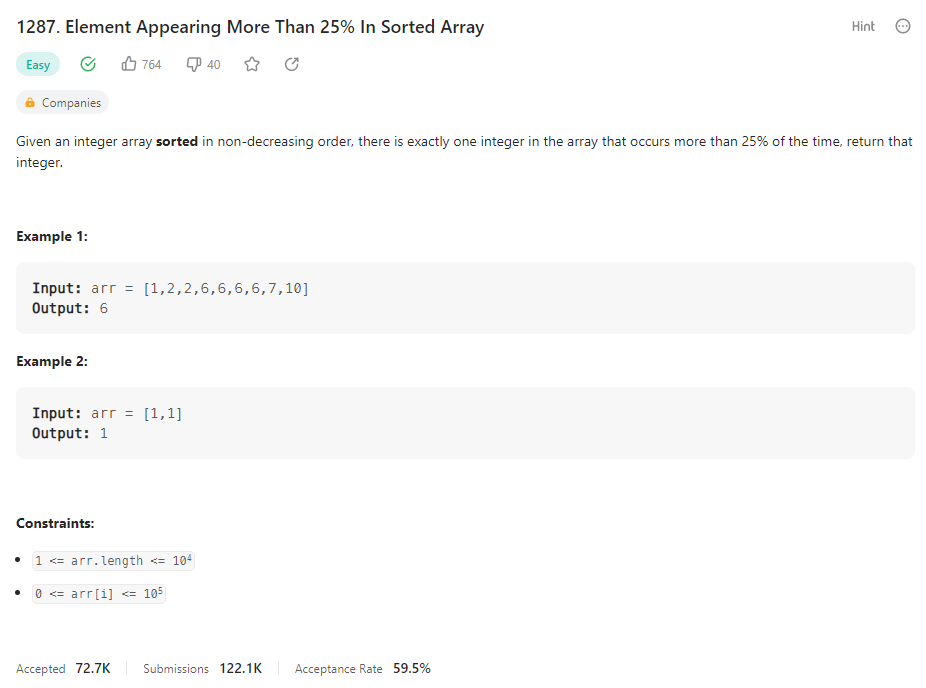 1287. Element Appearing More Than 25% In Sorted Array
Hint
Easy
764
40
Companies
Given an integer array sorted in non-decreasing order, there is exactly one integer in the array that occurs more than 25% of the time, return that
integer.
Example 1:
Input: arr = [1,2,2,6,6,6,6,7,10]
Output: 6
Example 2:
Input: arr = [1,1]
Output: 1
Constraints:
1 <= arr.length <= 10⁴
0 <= arr[i] <= 10⁵
Accepted 72.7K Submissions 122.1K Acceptance Rate 59.5%